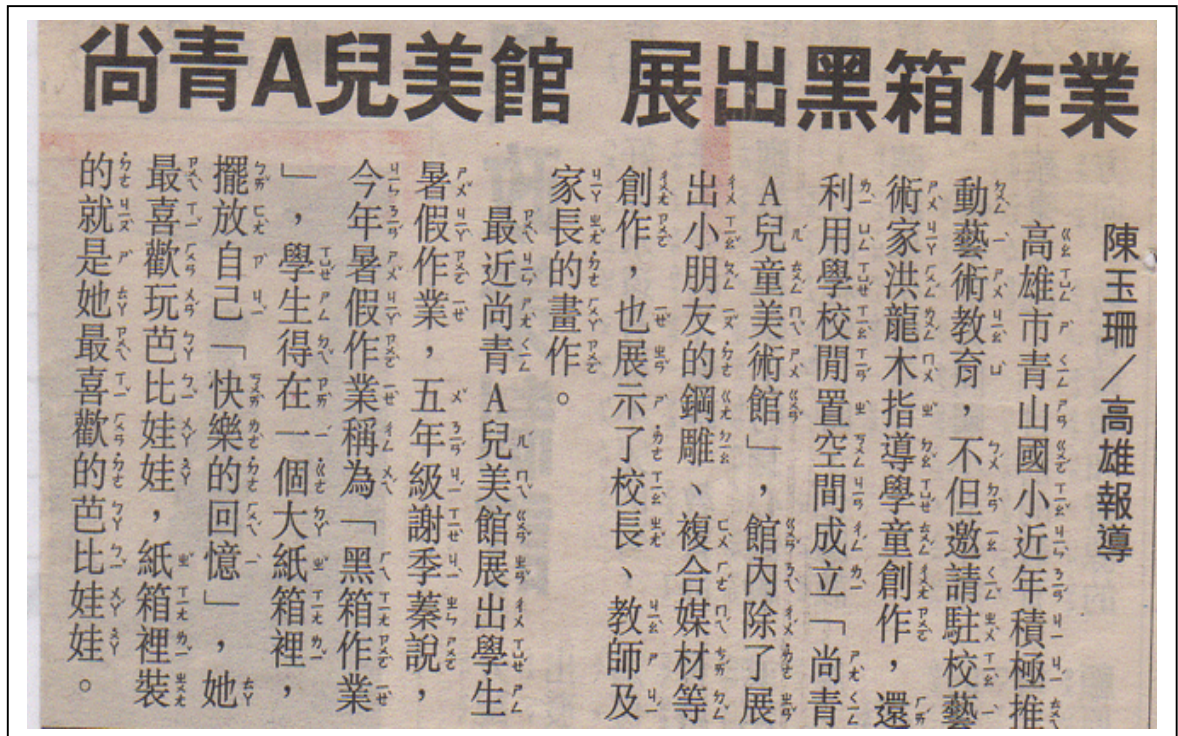 尚青A兒美館 展出黑箱作業
陳玉珊／高雄報導
高雄市青山國小近年積極推
動藝術教育，不但邀請駐校藝
術家洪龍木指導學童創作，還
利用學校閒置空間成立「尚青
A兒童美術館」，館內除了展
出小朋友的鋼雕、複合媒材等
創作，也展示了校長、教師及
家長的畫作。
最近尚青A兒美館展出學生
暑假作業，五年級謝季蓁說，
今年暑假作業稱為「黑箱作業
」，學生得在一個大紙箱裡，
擺放自己「快樂的回憶」，她
最喜歡玩芭比娃娃，紙箱裡裝
的就是她最喜歡的芭比娃娃。